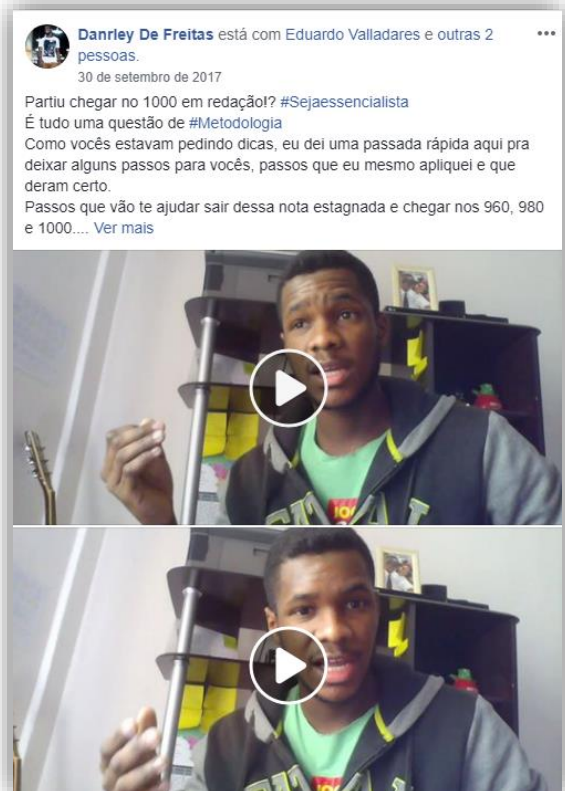 Danrley De Freitas está com Eduardo Valladares e outras 2
pessoas.
30 de setembro de 2017
Partiu chegar no 1000 em redação!? #Sejaessencialista
É tudo uma questão de #Metodologia
Como vocês estavam pedindo dicas, eu dei uma passada rápida aqui pra
deixar alguns passos para vocês, passos que eu mesmo apliquei e que
deram certo.
Passos que vão te ajudar sair dessa nota estagnada e chegar nos 960, 980
e 1000.... Ver mais